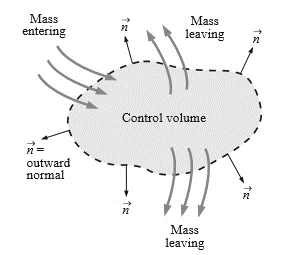 Mass
entering
n
Mass
leaving
n
Control volume
n =
outward
normal
n
n
Mass
leaving